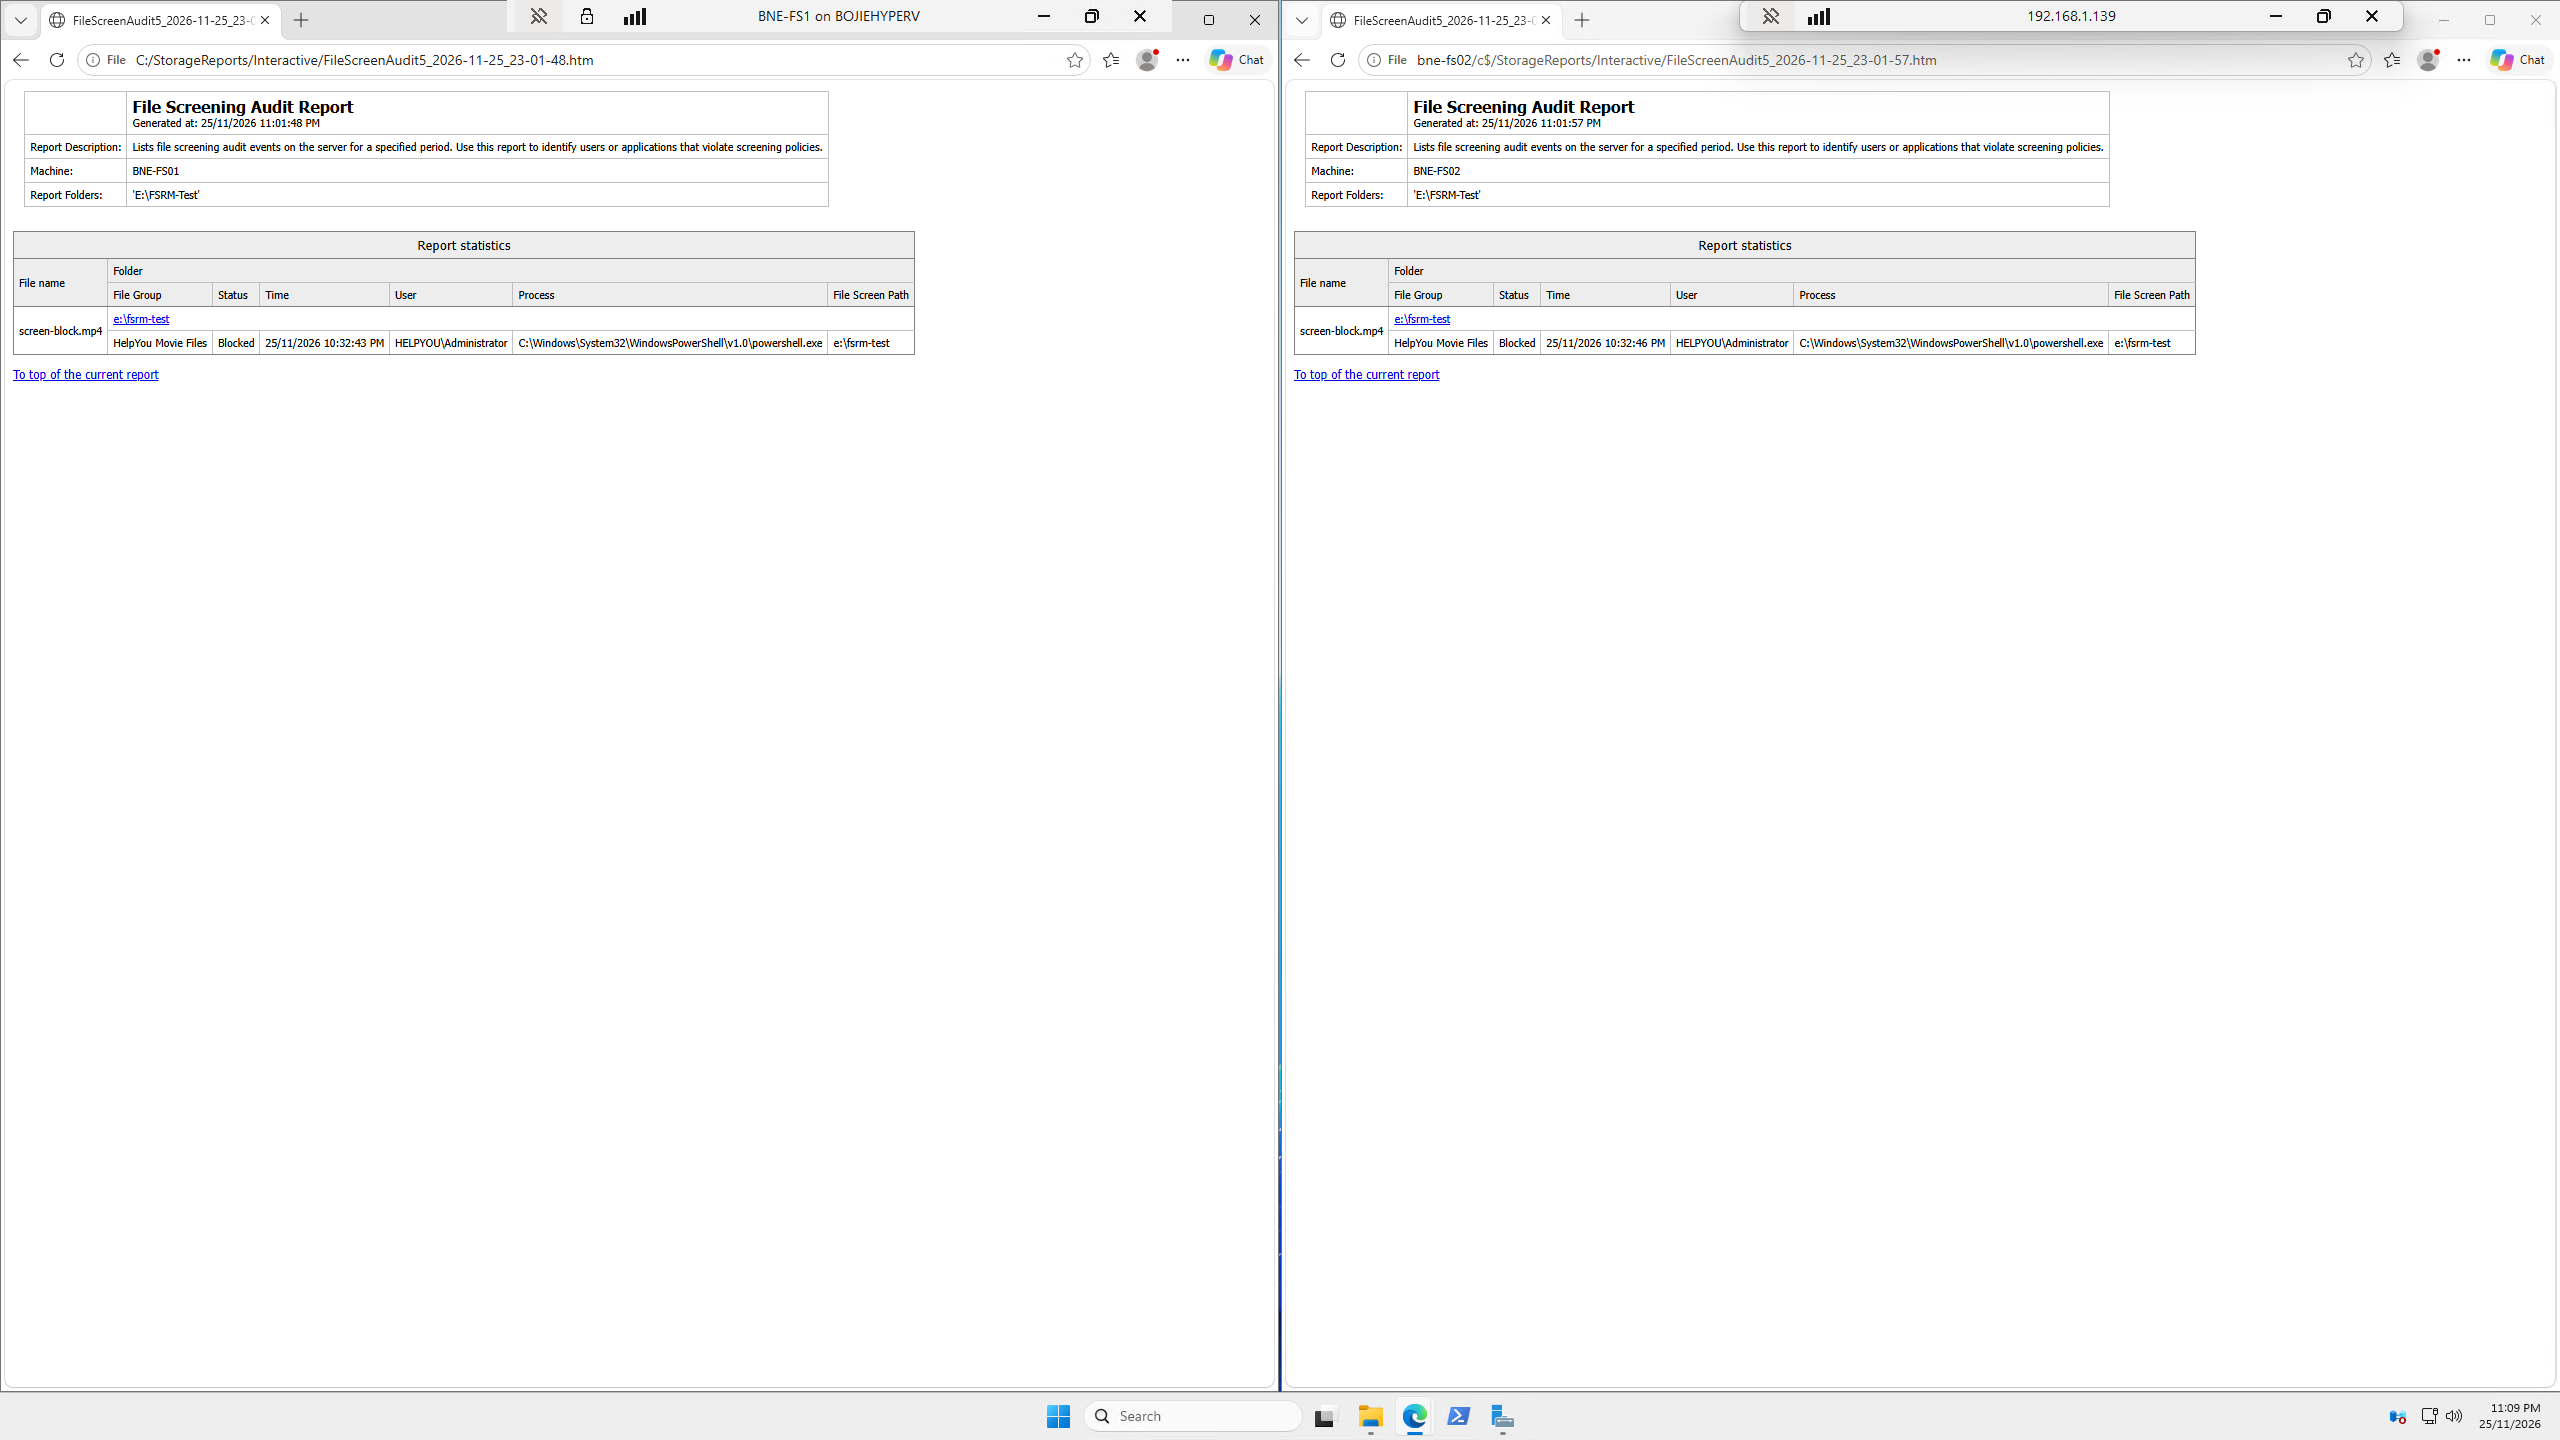 FileScreenAudit5_2026-11-25_23-0
BNE-FS1 on BOJIEHYPERV
File C:/StorageReports/Interactive/FileScreenAudit5_2026-11-25_23-01-48.htm
Chat
File Screening Audit Report
Generated at: 25/11/2026 11:01:48 PM
Report Description: Lists file screening audit events on the server for a specified period. Use this report to identify users or applications that violate screening policies.
Machine: BNE-FS01
Report Folders: 'E:\FSRM-Test'
Report statistics
File name
Folder
File Group Status Time User Process File Screen Path
screen-block.mp4
e:\fsrm-test
HelpYou Movie Files Blocked 25/11/2026 10:32:43 PM HELPYOU\Administrator C:\Windows\System32\WindowsPowerShell\v1.0\powershell.exe e:\fsrm-test
To top of the current report
FileScreenAudit5_2026-11-25_23-0
192.168.1.139
File bne-fs02/c$/StorageReports/Interactive/FileScreenAudit5_2026-11-25_23-01-57.htm
Chat
File Screening Audit Report
Generated at: 25/11/2026 11:01:57 PM
Report Description: Lists file screening audit events on the server for a specified period. Use this report to identify users or applications that violate screening policies.
Machine: BNE-FS02
Report Folders: 'E:\FSRM-Test'
Report statistics
File name
Folder
File Group Status Time User Process File Screen Path
screen-block.mp4
e:\fsrm-test
HelpYou Movie Files Blocked 25/11/2026 10:32:46 PM HELPYOU\Administrator C:\Windows\System32\WindowsPowerShell\v1.0\powershell.exe e:\fsrm-test
To top of the current report
Search
11:09 PM
25/11/2026